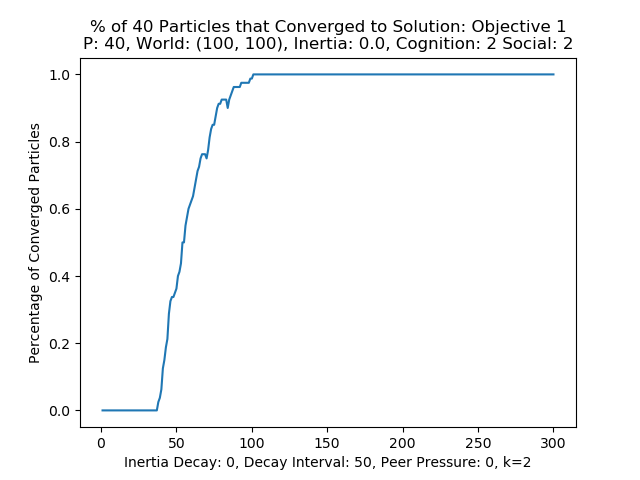 % of 40 Particles that Converged to Solution: Objective 1
P: 40, World: (100, 100), Inertia: 0.0, Cognition: 2 Social: 2
Percentage of Converged Particles
1.0
0.8
0.6
0.4
0.2
0.0
0 50 100 150 200 250 300
Inertia Decay: 0, Decay Interval: 50, Peer Pressure: 0, k=2